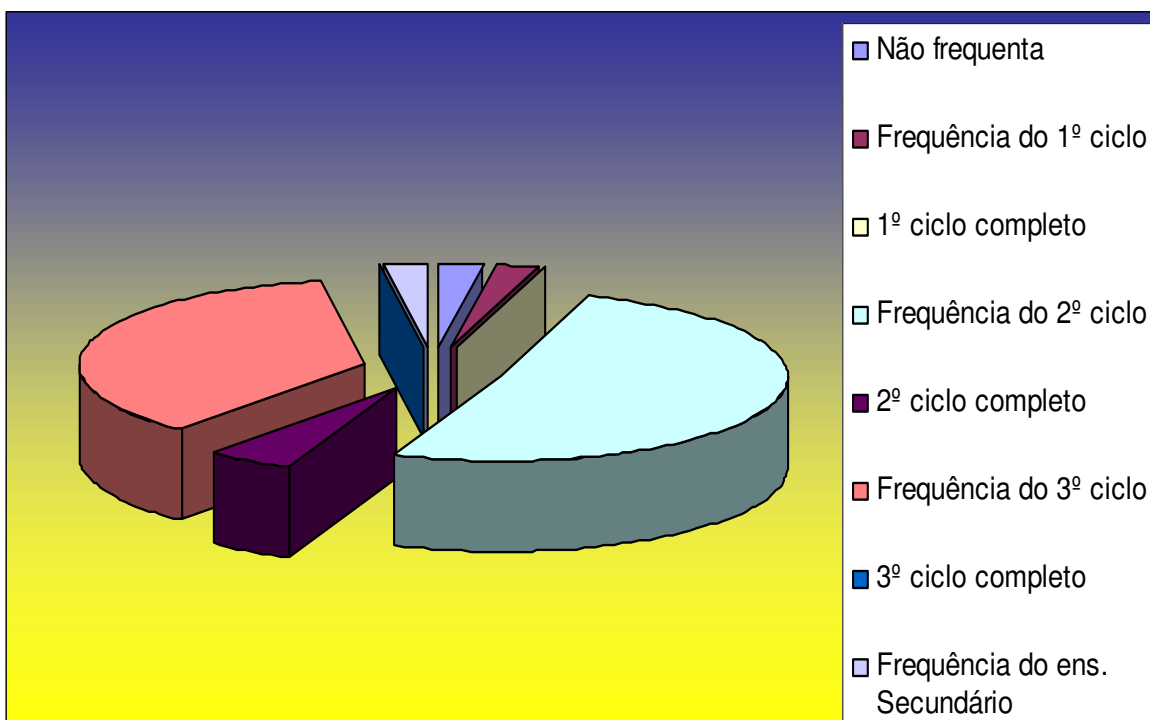 Não frequenta
Frequência do 1º ciclo
1º ciclo completo
Frequência do 2º ciclo
2º ciclo completo
Frequência do 3º ciclo
3º ciclo completo
Frequência do ens.
Secundário